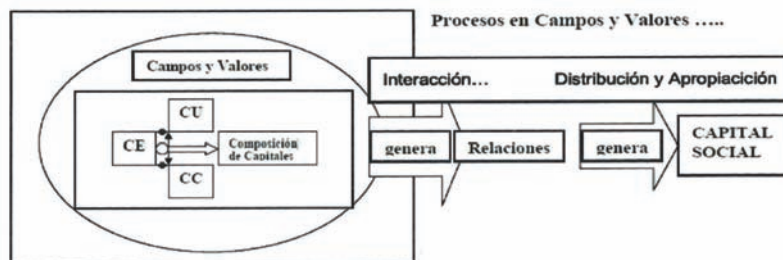 Procesos en Campos y Valores .....
Campos y Valores
Interacción... Distribución y Apropiacición
CU
CE
Composición
de Capitales
CC
genera
Relaciones
genera
CAPITAL
SOCIAL